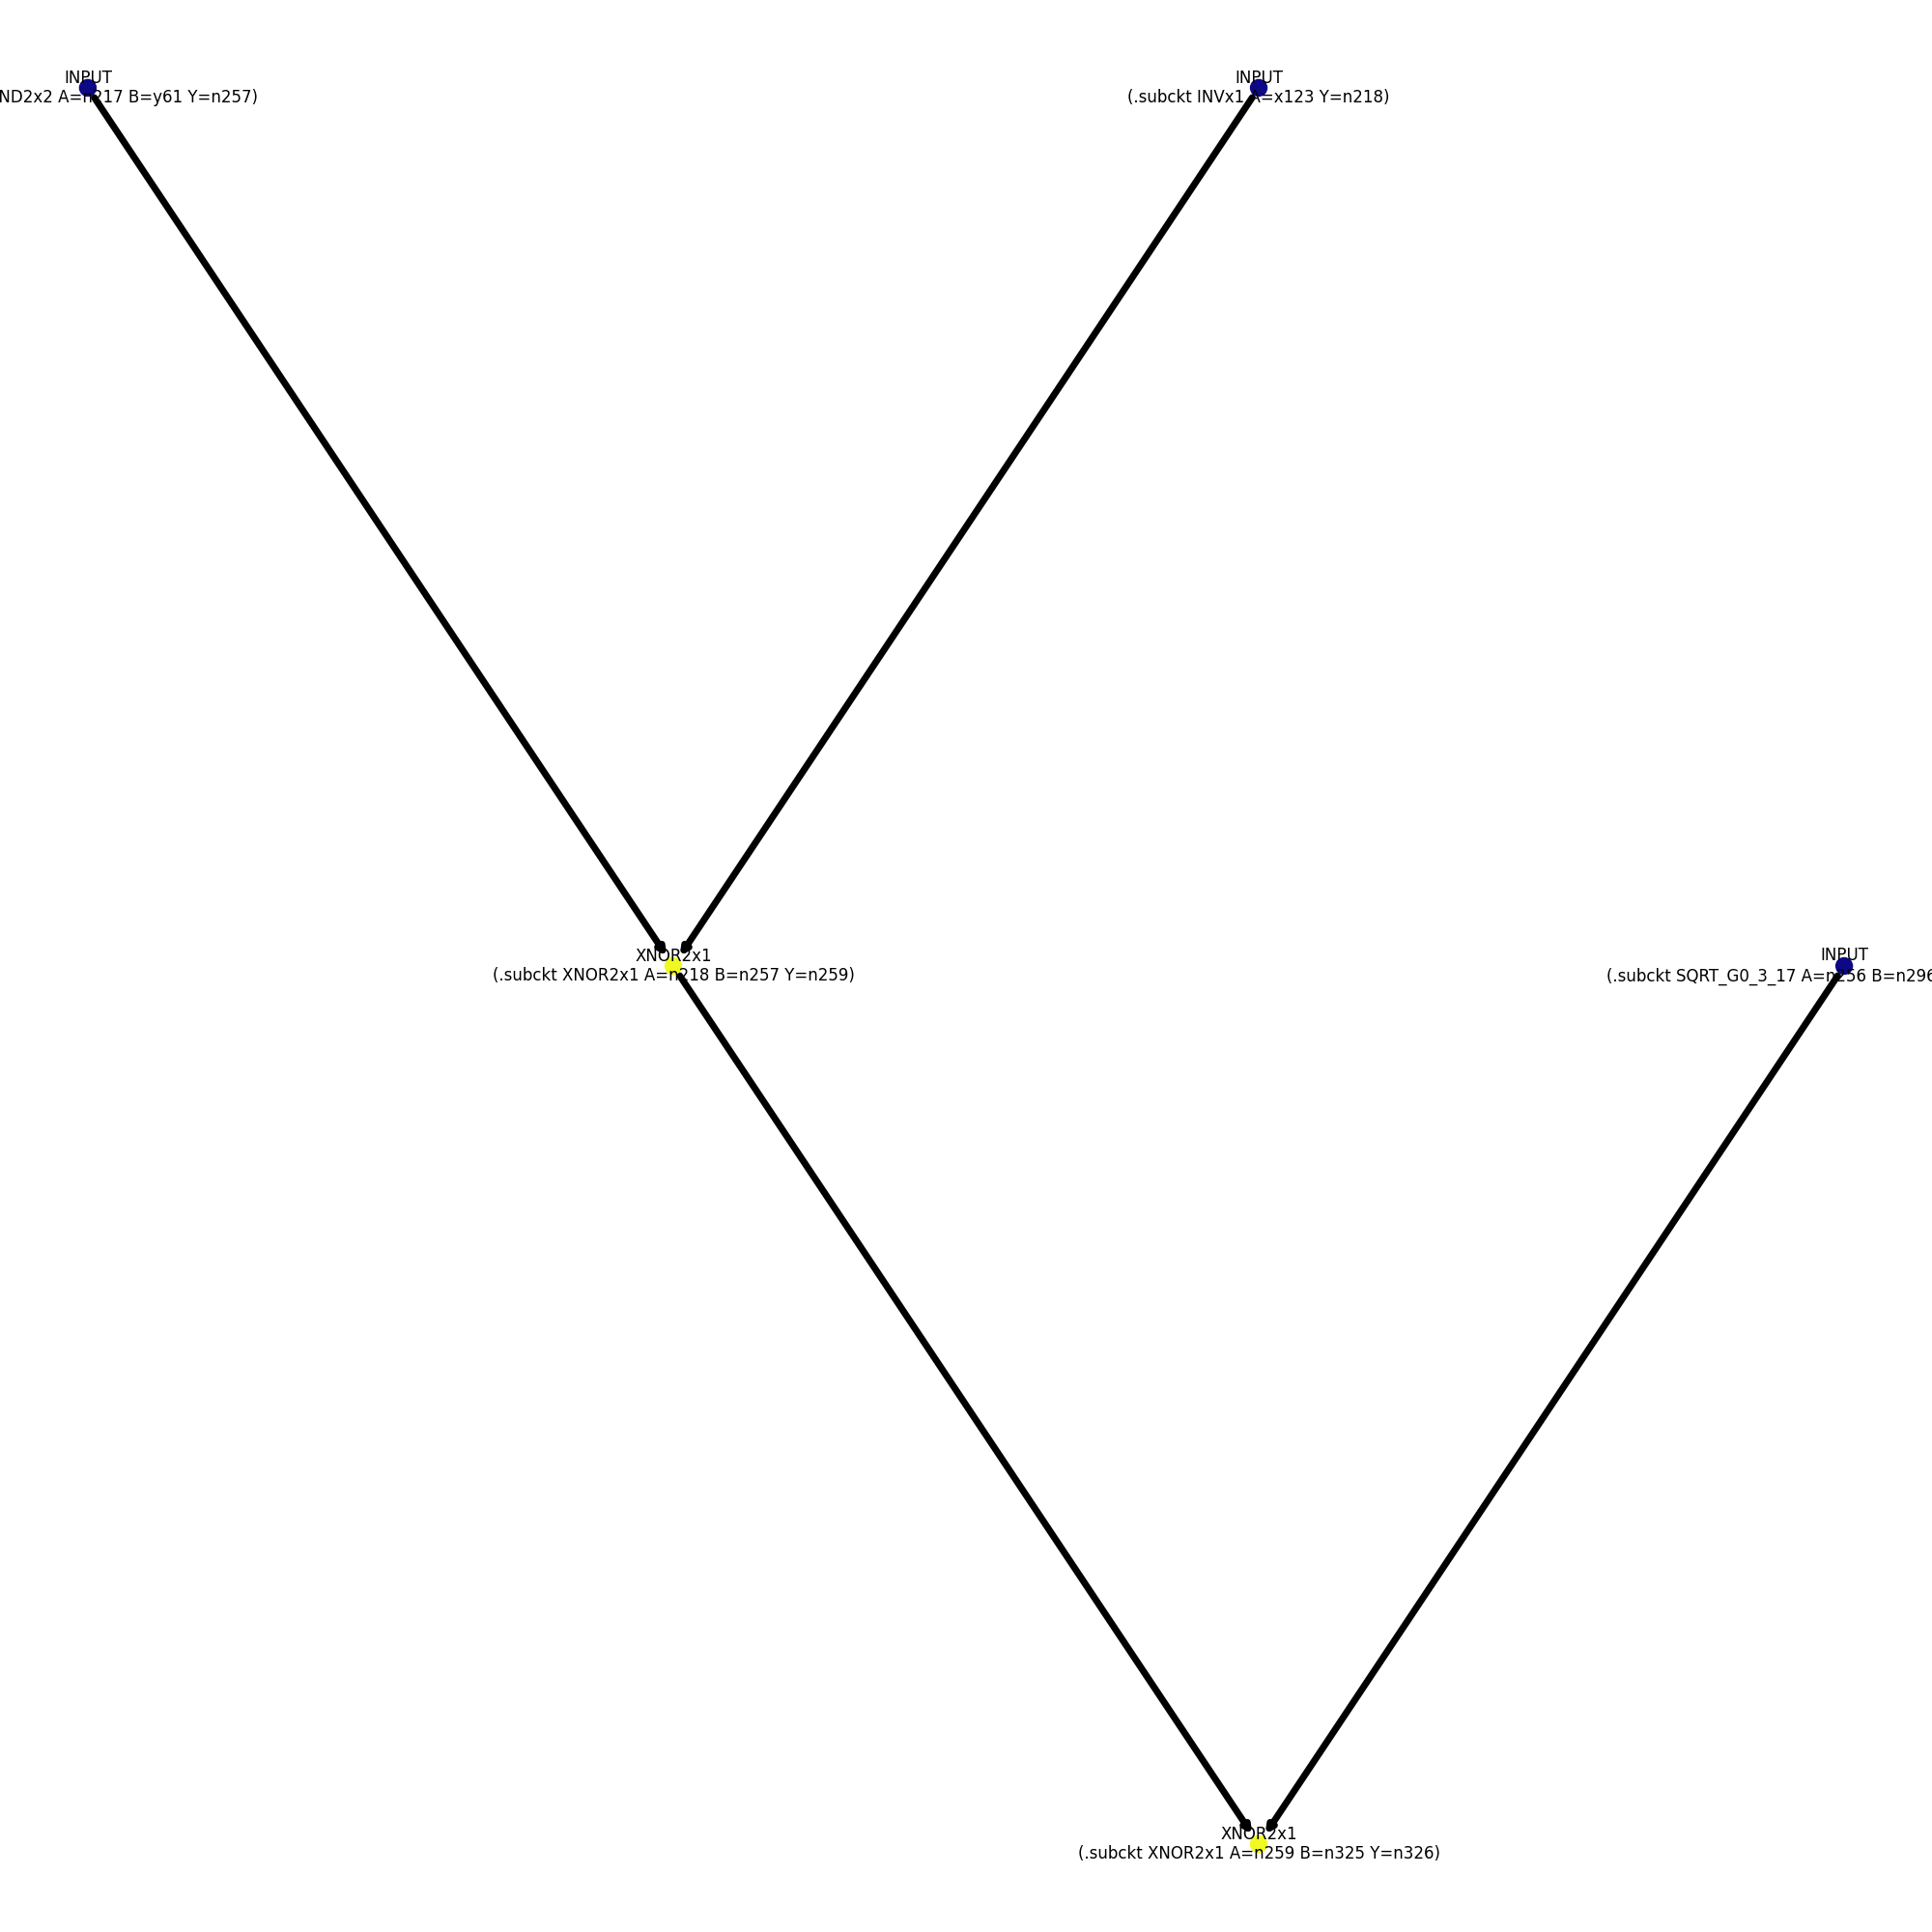 INPUT
ND2x2 A=n217 B=y61 Y=n257)
INPUT
(.subckt INVx1 A=x123 Y=n218)
XNOR2x1
(.subckt XNOR2x1 A=n218 B=n257 Y=n259)
INPUT
(.subckt SQRT_G0_3_17 A=n256 B=n296
XNOR2x1
(.subckt XNOR2x1 A=n259 B=n325 Y=n326)